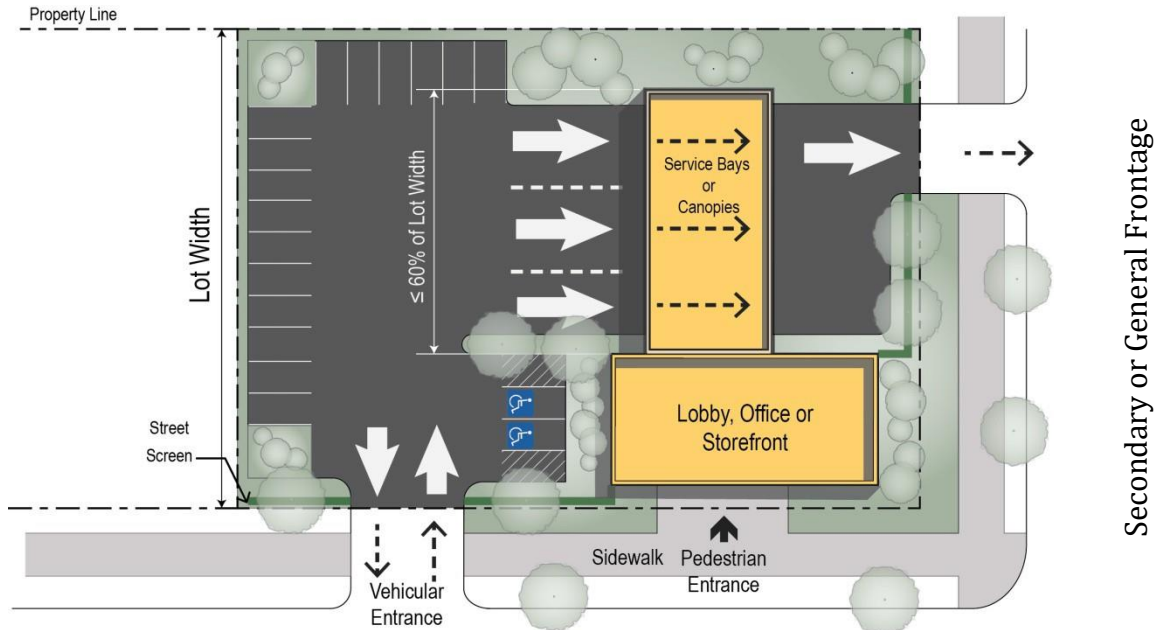 Property Line
Lot Width
≤ 60% of Lot Width
Service Bays
or
Canopies
Lobby, Office or
Storefront
Street
Screen
Sidewalk
Pedestrian
Entrance
Vehicular
Entrance
Secondary or General Frontage